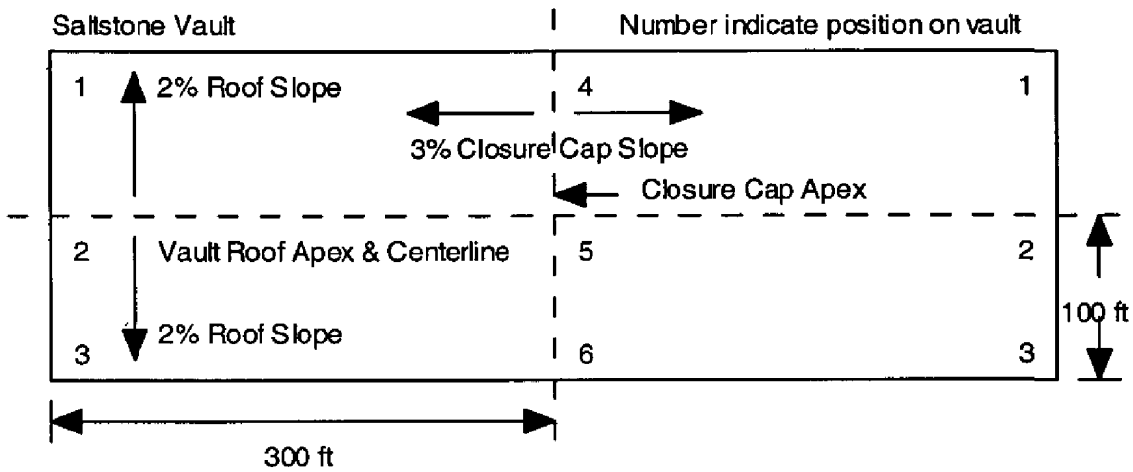 Saltstone Vault
Number indicate position on vault
1
2% Roof Slope
4
1
3% Closure Cap Slope
Closure Cap Apex
2
Vault Roof Apex & Centerline
5
2
100 ft
2% Roof Slope
3
6
3
300 ft